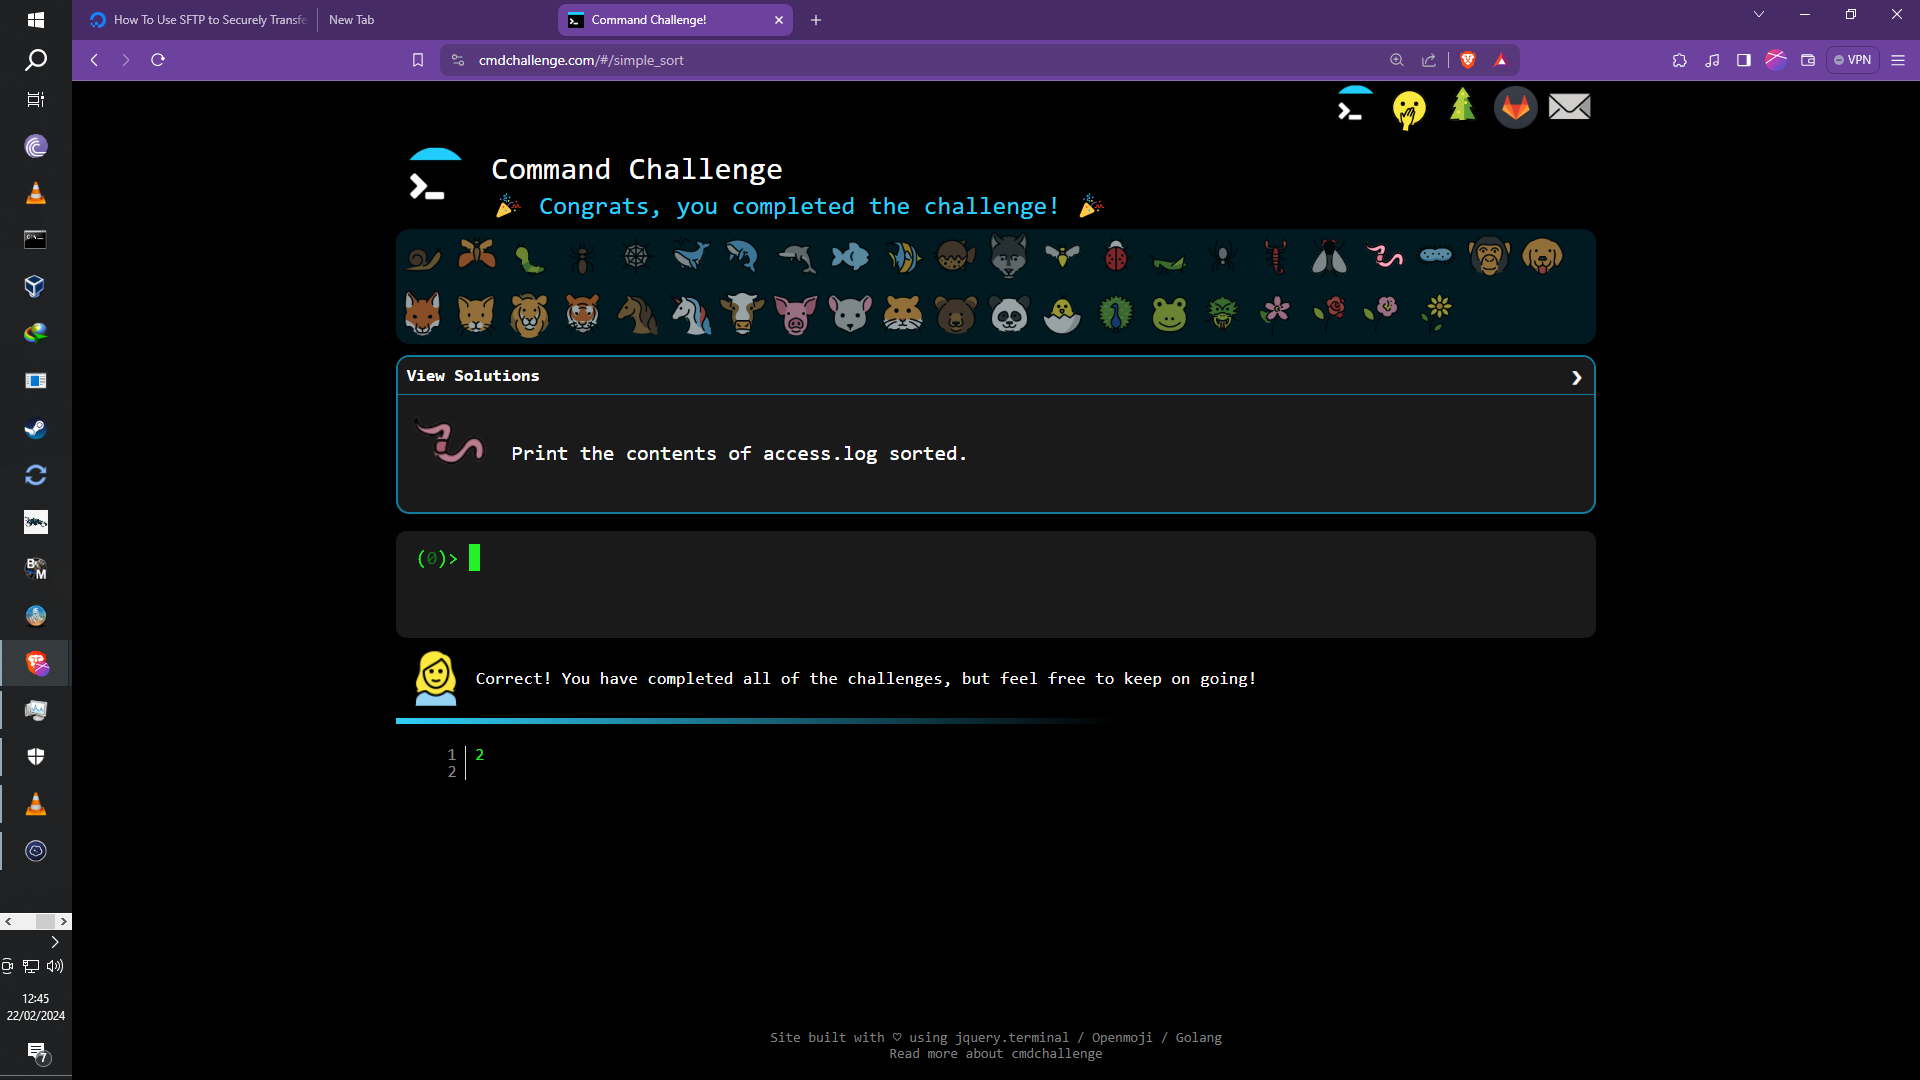 How To Use SFTP to Securely Transfe
New Tab
Command Challenge!
cmdchallenge.com/#/simple_sort
VPN
Command Challenge
🎉 Congrats, you completed the challenge! 🎉
View Solutions
Print the contents of access.log sorted.
(0)>
Correct! You have completed all of the challenges, but feel free to keep on going!
1 2
2
12:45
22/02/2024
7
Site built with ♡ using jquery.terminal / Openmoji / Golang
Read more about cmdchallenge